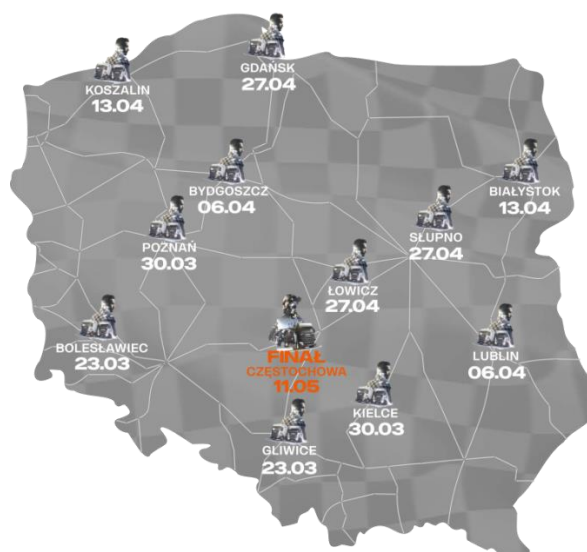 GDAŃSK
27.04
KOSZALIN
13.04
BYDGOSZCZ
06.04
BIAŁYSTOK
13.04
SŁUPNO
27.04
POZNAŃ
30.03
ŁOWICZ
27.04
BOLESŁAWIEC
23.03
FINAŁ
CZĘSTOCHOWA
11.05
LUBLIN
06.04
KIELCE
30.03
GLIWICE
23.03